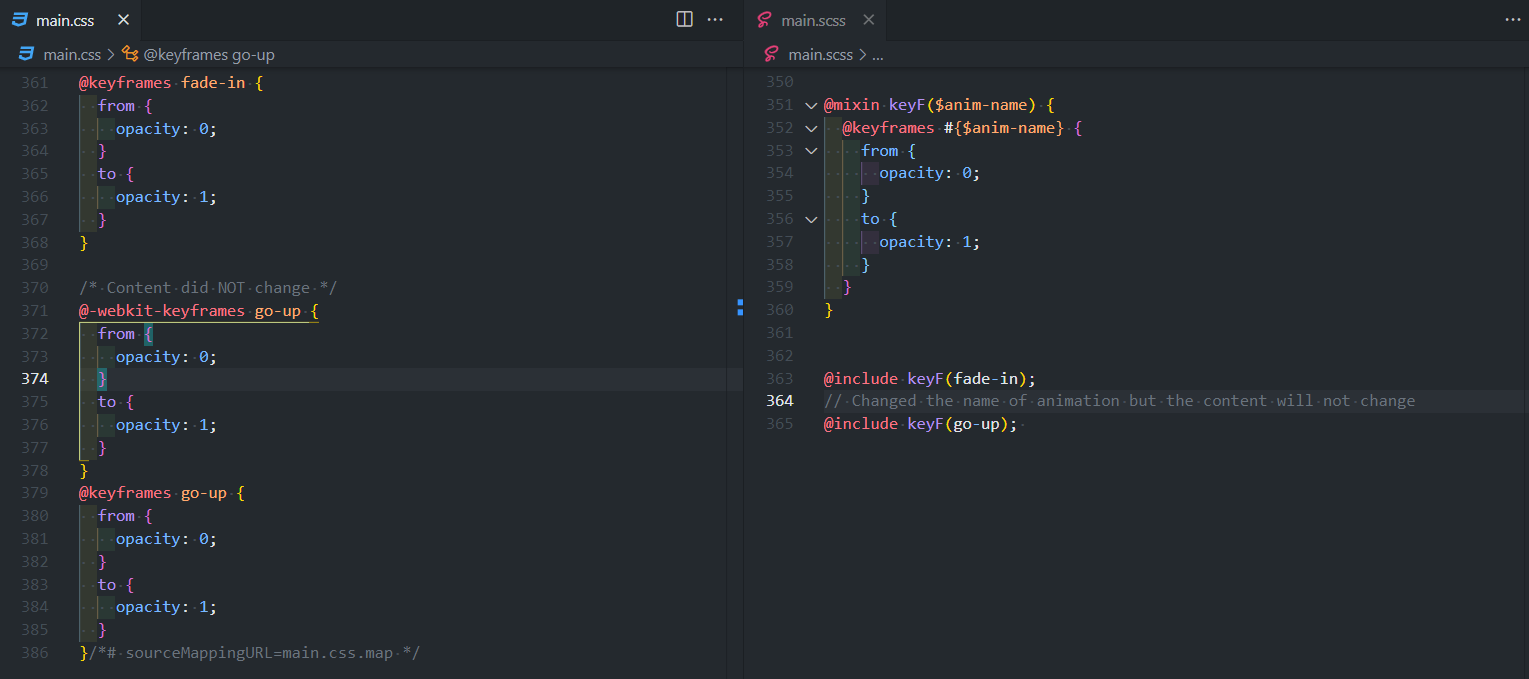 main.css
main.css > @keyframes go-up
361 @keyframes fade-in {
362   from {
363     opacity: 0;
364   }
365   to {
366     opacity: 1;
367   }
368 }
369
370 /* Content did NOT change */
371 @-webkit-keyframes go-up {
372   from {
373     opacity: 0;
374   }
375   to {
376     opacity: 1;
377   }
378 }
379 @keyframes go-up {
380   from {
381     opacity: 0;
382   }
383   to {
384     opacity: 1;
385   }
386 }/*# sourceMappingURL=main.css.map */
main.scss
main.scss > ...
350
351 @mixin keyF($anim-name) {
352   @keyframes #{$anim-name} {
353     from {
354       opacity: 0;
355     }
356     to {
357       opacity: 1;
358     }
359   }
360 }
361
362
363 @include keyF(fade-in);
364 // Changed the name of animation but the content will not change
365 @include keyF(go-up);